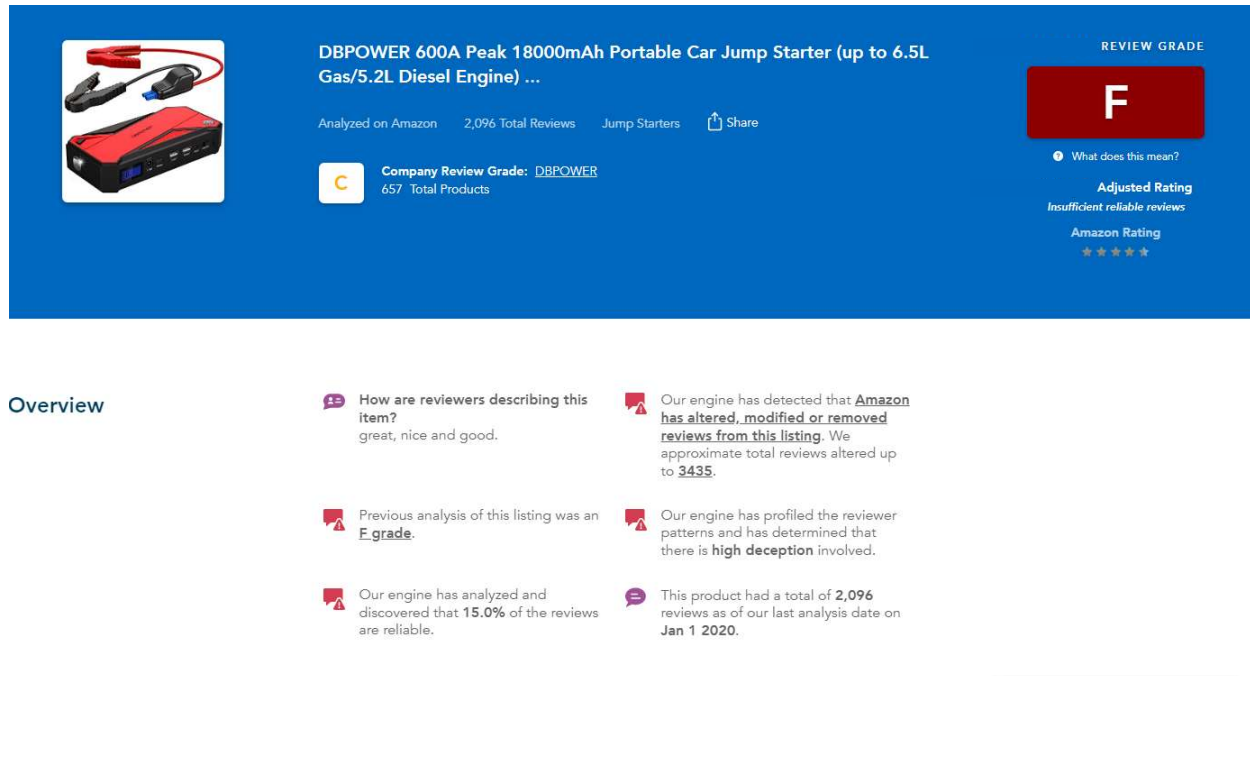 DBPOWER 600A Peak 18000mAh Portable Car Jump Starter (up to 6.5L
Gas/5.2L Diesel Engine) ...
Analyzed on Amazon 2,096 Total Reviews Jump Starters Share
C
Company Review Grade: DBPOWER
657 Total Products
REVIEW GRADE
F
? What does this mean?
Adjusted Rating
Insufficient reliable reviews
Amazon Rating
Overview
How are reviewers describing this
item?
great, nice and good.
Our engine has detected that Amazon
has altered, modified or removed
reviews from this listing. We
approximate total reviews altered up
to 3435.
Previous analysis of this listing was an
F grade.
Our engine has profiled the reviewer
patterns and has determined that
there is high deception involved.
Our engine has analyzed and
discovered that 15.0% of the reviews
are reliable.
This product had a total of 2,096
reviews as of our last analysis date on
Jan 1 2020.